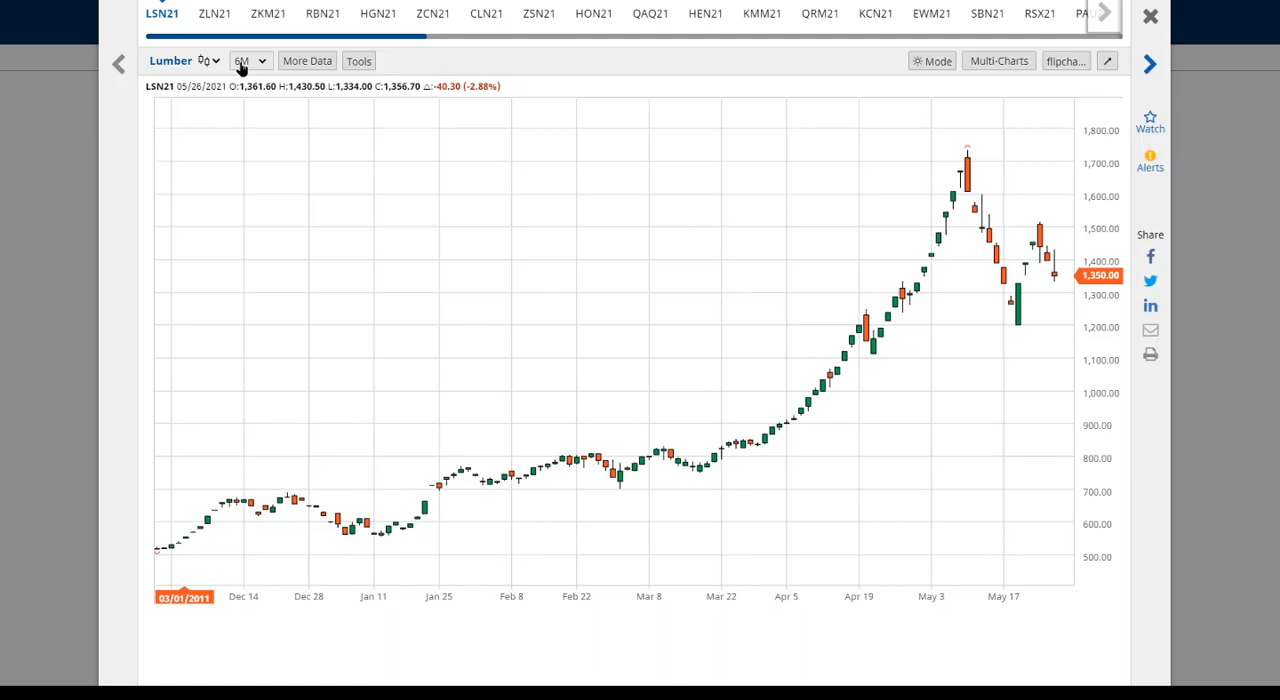 LSN21 ZLN21 ZKM21 RBN21 HGN21 ZCN21 CLN21 ZSN21 HON21 QAQ21 HEN21 KMM21 QRM21 KCN21 EWM21 SBN21 RSX21
Lumber 6M More Data Tools Mode Multi-Charts flipcha...
LSN21 05/26/2021 O:1,361.60 H:1,430.50 L:1,334.00 C:1,356.70 △:-40.30 (-2.88%)
1,800.00
1,700.00
1,600.00
1,500.00
1,400.00
1,350.00
1,300.00
1,200.00
1,100.00
1,000.00
900.00
800.00
700.00
600.00
500.00
03/01/2011 Dec 14 Dec 28 Jan 11 Jan 25 Feb 8 Feb 22 Mar 8 Mar 22 Apr 5 Apr 19 May 3 May 17
Watch
Alerts
Share